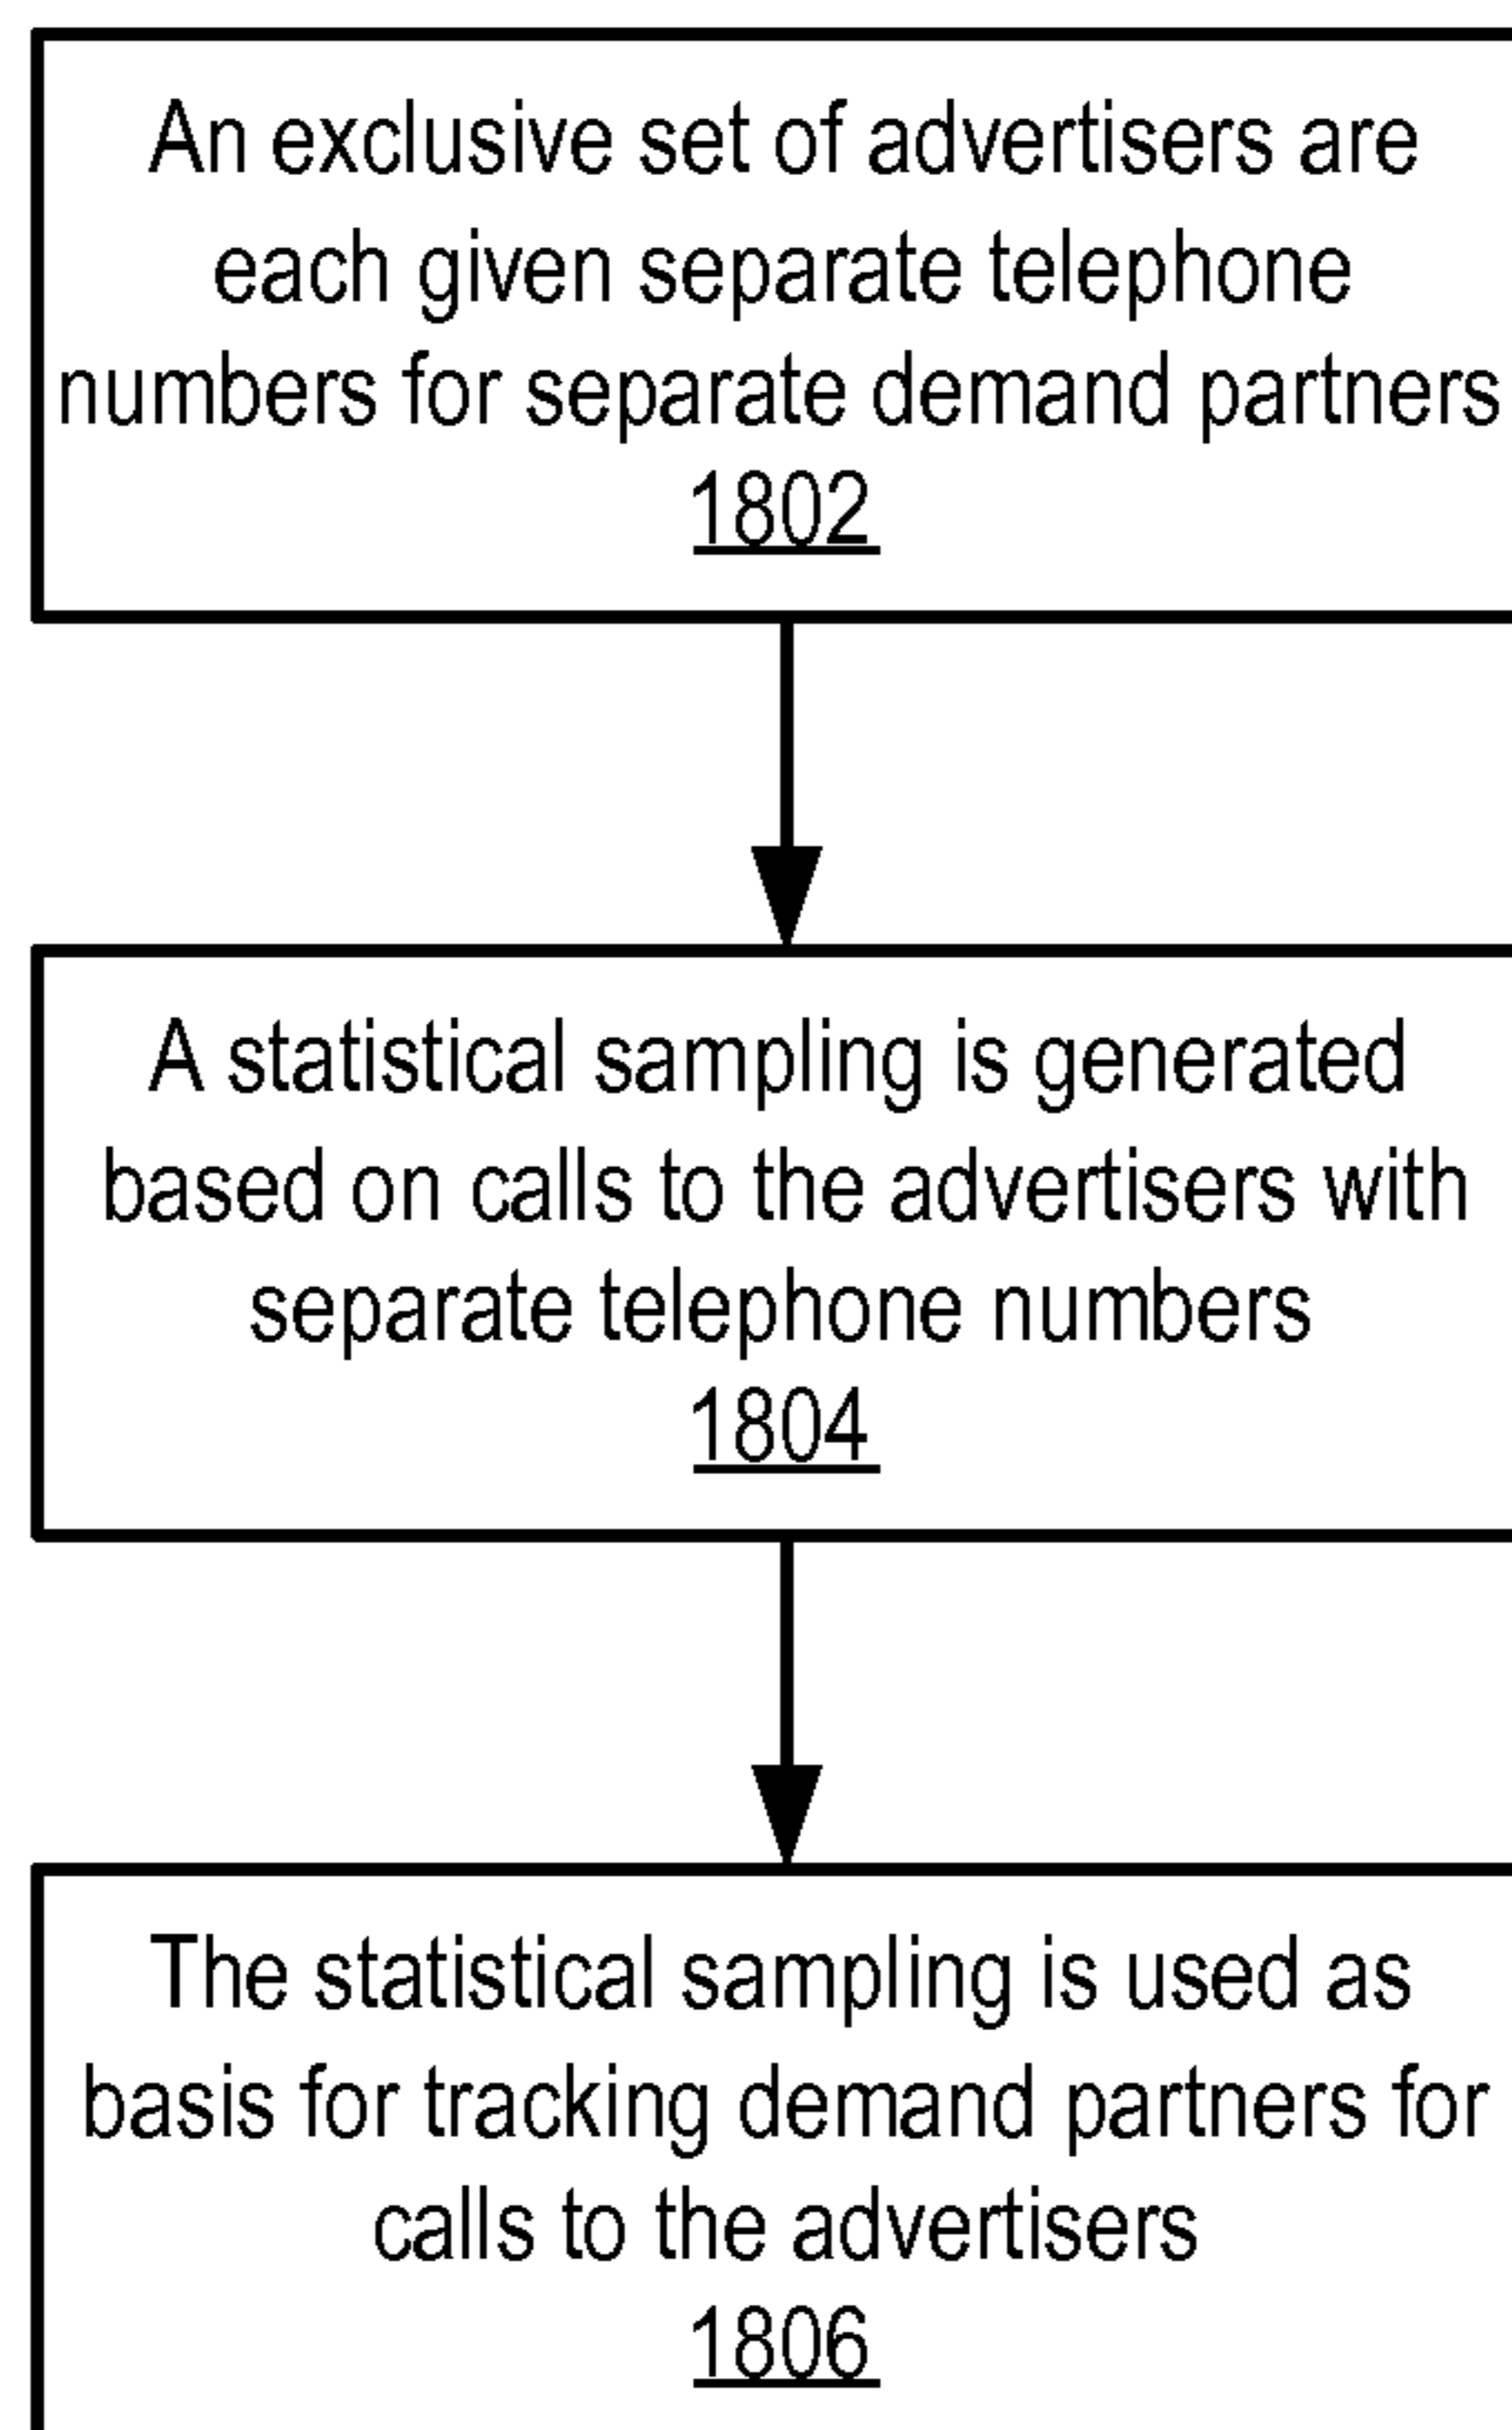 An exclusive set of advertisers are
each given separate telephone
numbers for separate demand partners
1802
A statistical sampling is generated
based on calls to the advertisers with
separate telephone numbers
1804
The statistical sampling is used as
basis for tracking demand partners for
calls to the advertisers
1806